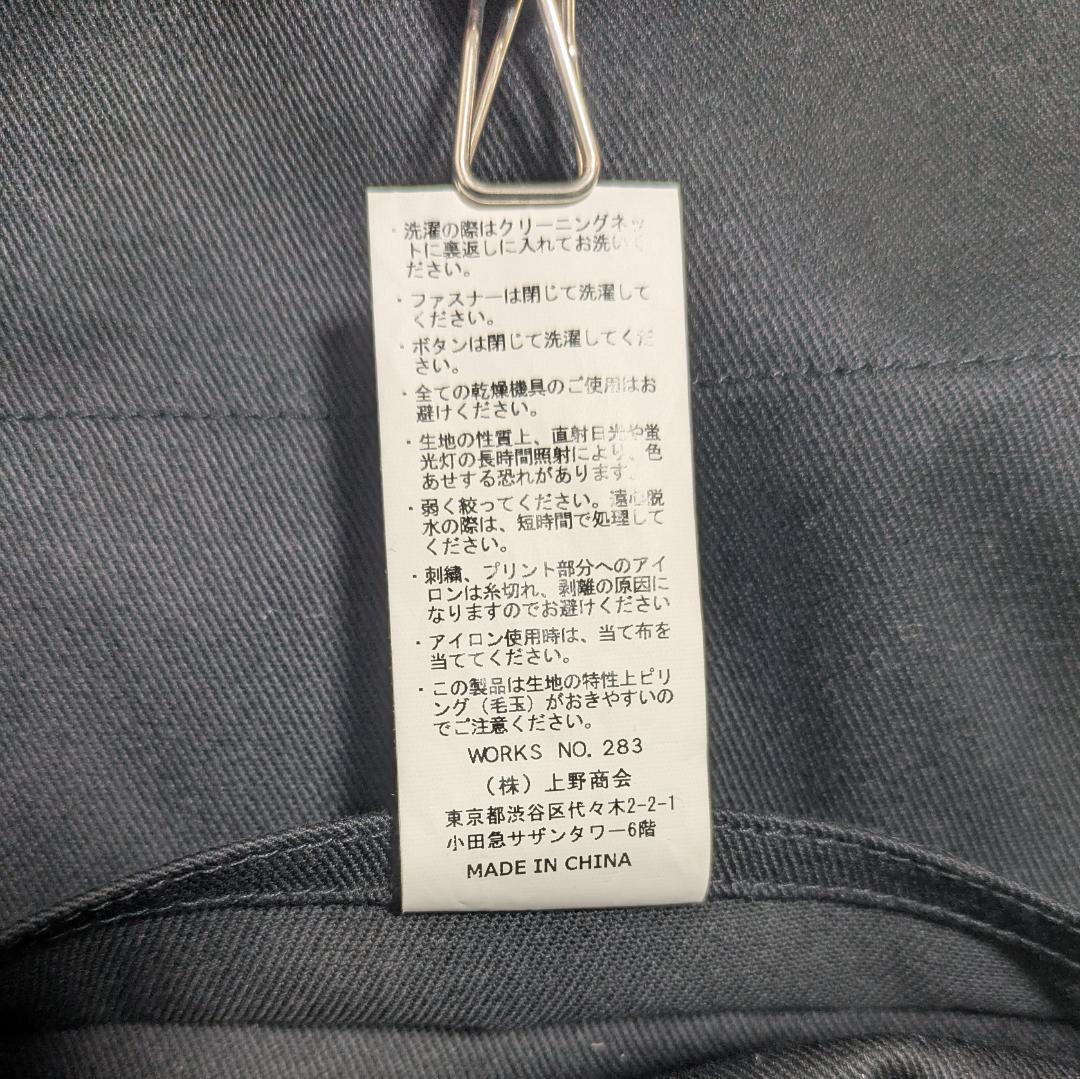 ・洗濯の際はクリーニングネッ
トに裏返しに入れてお洗いく
ださい。
・ファスナーは閉じて洗濯して
ください。
・ボタンは閉じて洗濯してくだ
さい。
・全ての乾燥機具のご使用はお
避けください。
・生地の性質上、直射日光や蛍
光灯の長時間照射により、色
あせする恐れがあります。
・弱く絞ってください。遠心脱
水の際は、短時間で処理して
ください。
・刺繍、プリント部分へのアイ
ロンは糸切れ、剥離の原因に
なりますのでお避けください
・アイロン使用時は、当て布を
当ててください。
・この製品は生地の特性上ピリ
ング（毛玉）がおきやすいの
でご注意ください。
WORKS NO. 283
（株）上野商会
東京都渋谷区代々木2-2-1
小田急サザンタワー6階
MADE IN CHINA